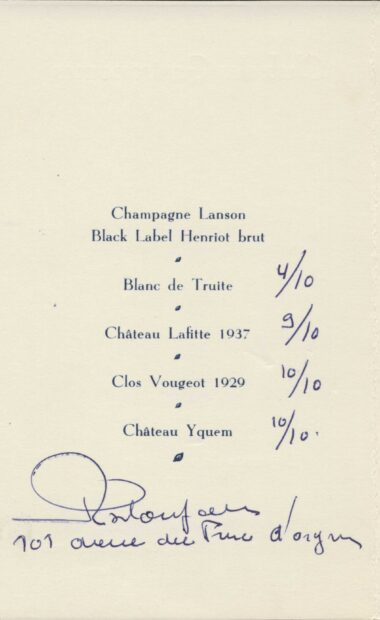 Champagne Lanson
Black Label Henriot brut
Blanc de Truite 4/10
Château Lafitte 1937 9/10
Clos Vougeot 1929 10/10
Château Yquem 10/10.
101 avenue du d'